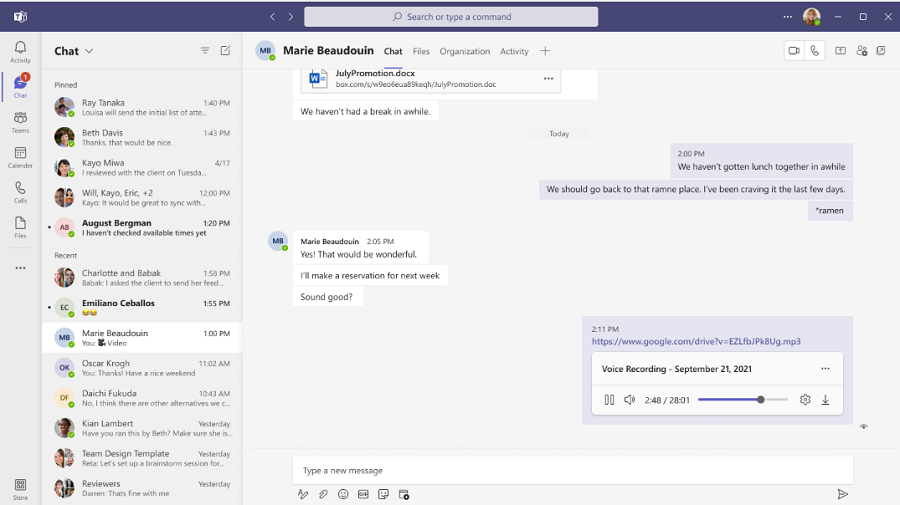 Search or type a command
Activity
1
Chat
Teams
Calendar
Calls
Files
Store
Chat
Pinned
Ray Tanaka 1:40 PM
Louisa will send the initial list of atte...
Beth Davis 1:43 PM
Thanks, that would be nice.
Kayo Miwa 4/17
I reviewed with the client on Tuesda...
Will, Kayo, Eric, +2 12:00 PM
Kayo: It would be great to sync with...
AB
August Bergman 1:20 PM
I haven't checked available times yet
Recent
Charlotte and Babak 1:58 PM
Babak: I asked the client to send her feed...
EC
Emiliano Ceballos 1:55 PM
😂😂
MB
Marie Beaudouin 1:00 PM
You: Video
OK
Oscar Krogh 11:02 AM
You: Thanks! Have a nice weekend
DF
Daichi Fukuda 10:43 AM
No, I think there are other alternatives we c...
Kian Lambert Yesterday
Have you ran this by Beth? Make sure she is...
Team Design Template Yesterday
Reta: Let's set up a brainstorm session for...
Reviewers Yesterday
Darren: Thats fine with me
MB Marie Beaudouin Chat Files Organization Activity
JulyPromotion.docx
box.com/s/w9eo6eua89keqh/JulyPromotion.doc
We haven't had a break in awhile.
Today
2:00 PM
We haven't gotten lunch together in awhile
We should go back to that ramne place. I've been craving it the last few days.
*ramen
MB
Marie Beaudouin 2:05 PM
Yes! That would be wonderful.
I'll make a reservation for next week
Sound good?
2:11 PM
https://www.google.com/drive?v=EZLfbJPk8Ug.mp3
Voice Recording - September 21, 2021
2:48 / 28:01
Type a new message
GIF